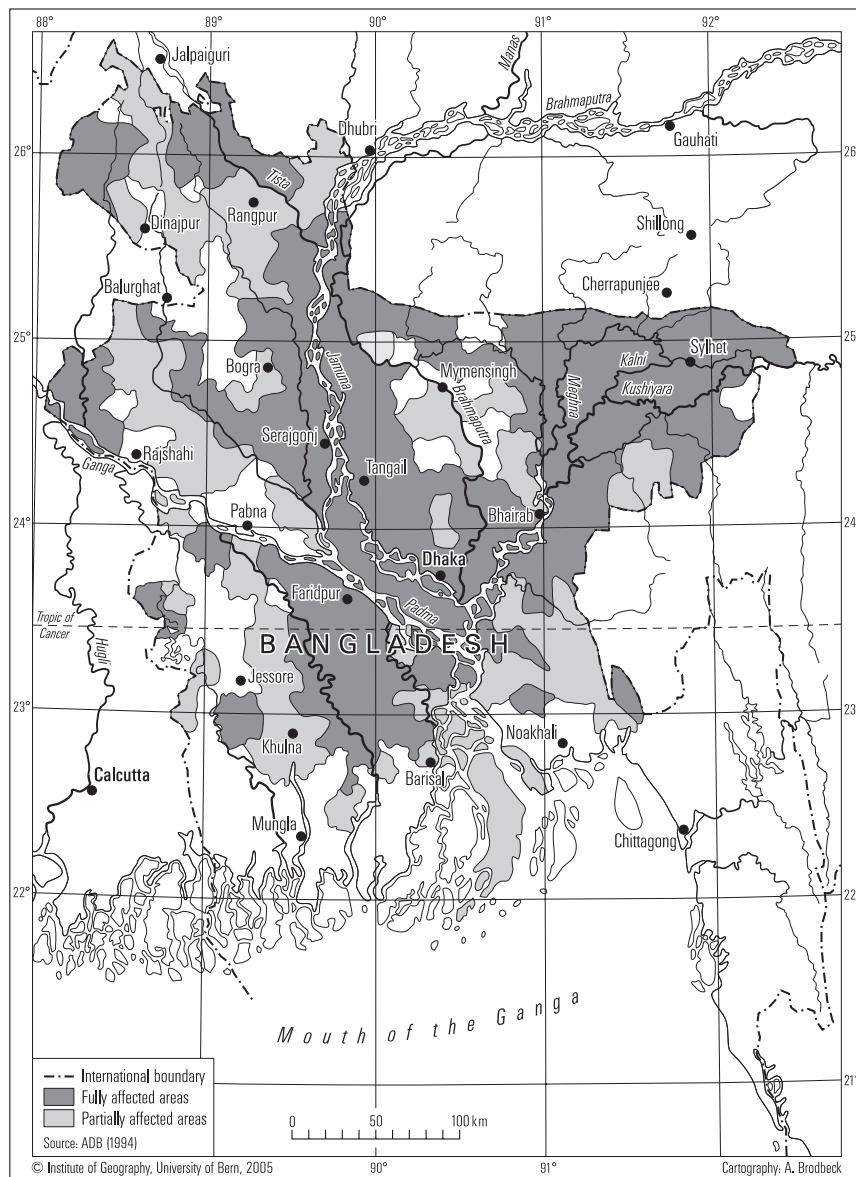 88°
89°
90°
91°
92°
Jalpaiguri
Manas
Brahmaputra
Dhubri
Gauhati
26°
26°
Tista
Rangpur
Dinajpur
Shillong
Balurghat
Cherrapunjee
25°
25°
Jamuna
Kalni
Sylhet
Bogra
Mymensingh
Meghna
Kushiyara
Brahmaputra
Serajgonj
Rajshahi
Ganga
Tangail
Pabna
Bhairab
24°
24°
Dhaka
Faridpur
Padma
Tropic of
Cancer
Hugli
BANGLADESH
Jessore
23°
23°
Noakhali
Khulna
Barisal
Calcutta
Mungla
Chittagong
22°
22°
Mouth of the Ganga
International boundary
Fully affected areas
Partially affected areas
Source: ADB (1994)
0 50 100 km
21°
© Institute of Geography, University of Bern, 2005
90°
91°
Cartography: A. Brodbeck